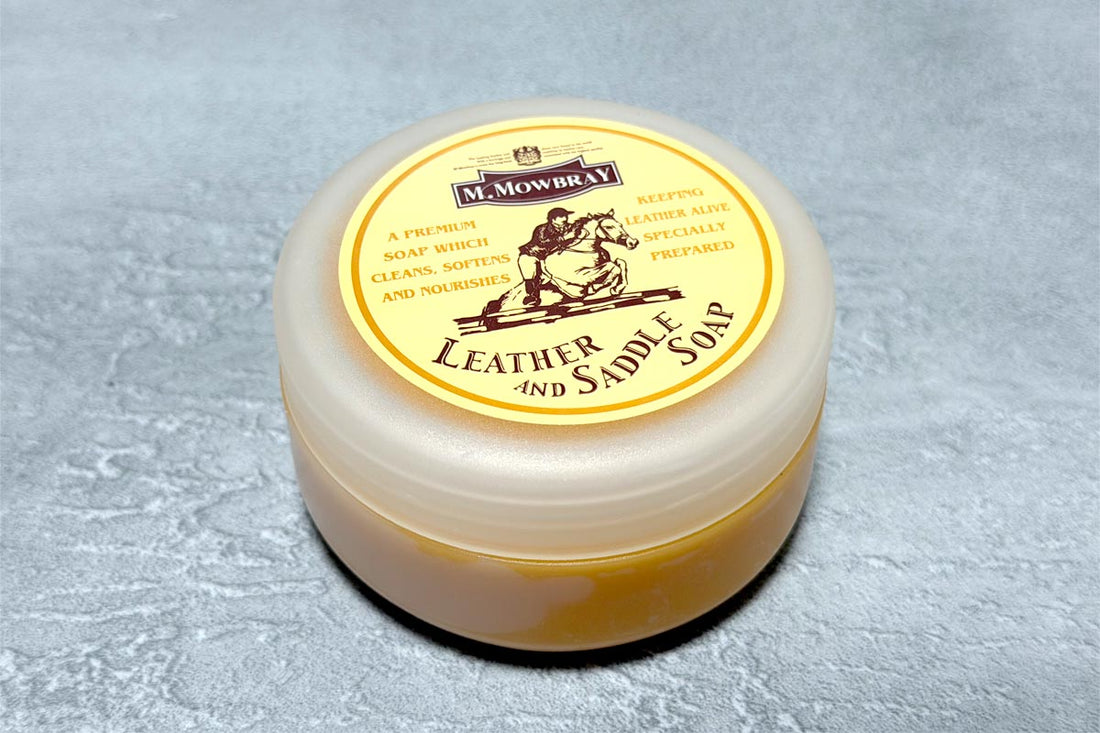 M. MOWBRAY
A PREMIUM
SOAP WHICH
CLEANS, SOFTENS
AND NOURISHES
KEEPING
LEATHER ALIVE
SPECIALLY
PREPARED
LEATHER
AND SADDLE
SOAP